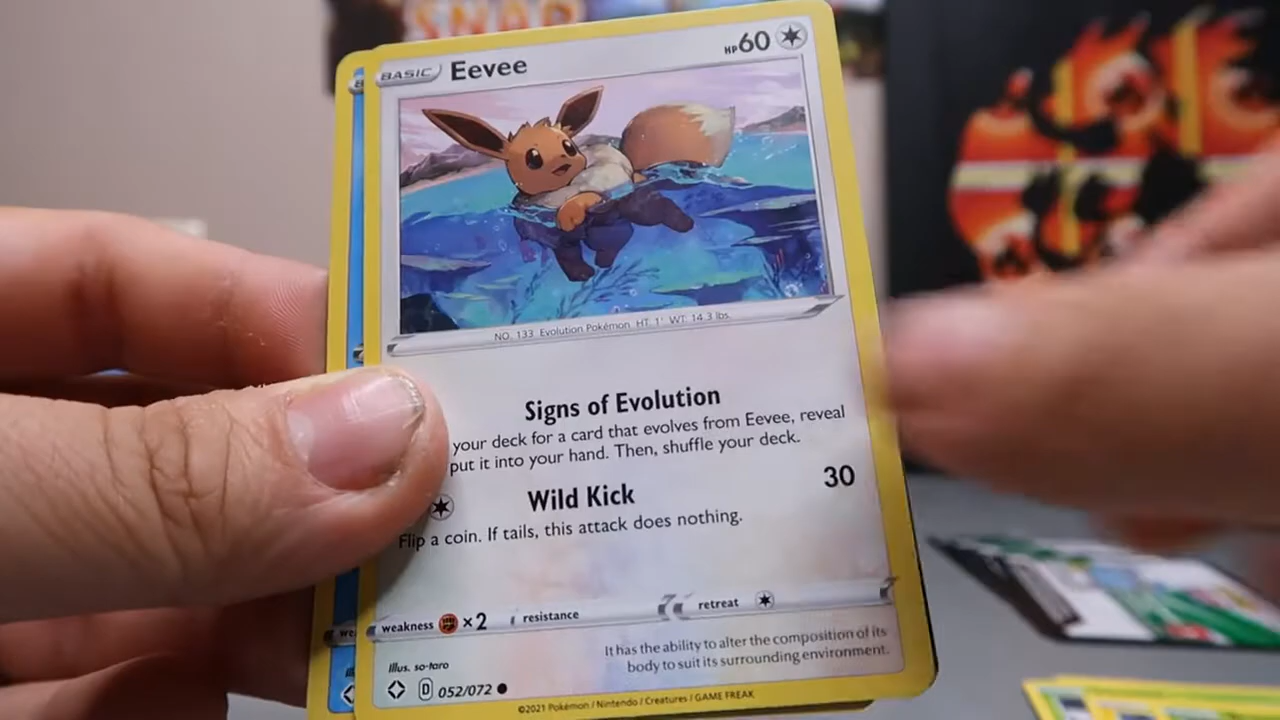 SNAP
BASIC Eevee HP 60
NO. 133 Evolution Pokémon HT: 1' WT: 14.3 lbs.
Signs of Evolution
your deck for a card that evolves from Eevee, reveal
put it into your hand. Then, shuffle your deck.
Wild Kick 30
Flip a coin. If tails, this attack does nothing.
weakness ×2 resistance retreat
It has the ability to alter the composition of its
body to suit its surrounding environment.
Illus. so-taro
D 052/072
©2021 Pokémon / Nintendo / Creatures / GAME FREAK